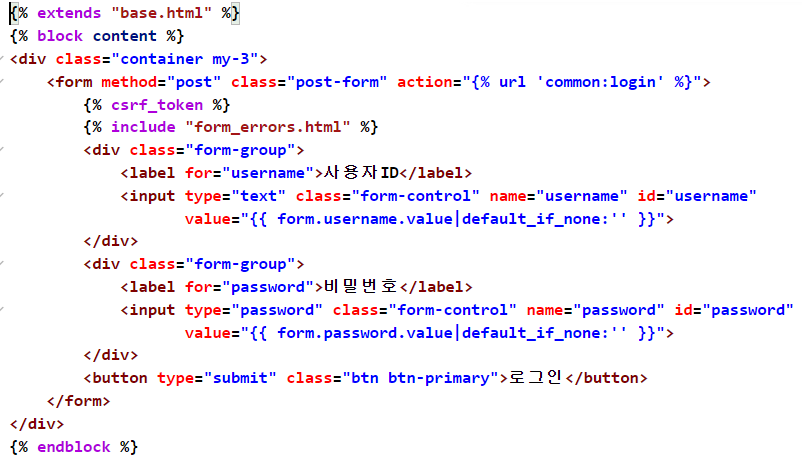 {% extends "base.html" %}
{% block content %}
<div class="container my-3">
    <form method="post" class="post-form" action="{% url 'common:login' %}">
        {% csrf_token %}
        {% include "form_errors.html" %}
        <div class="form-group">
            <label for="username">사용자ID</label>
            <input type="text" class="form-control" name="username" id="username"
                   value="{{ form.username.value|default_if_none:'' }}">
        </div>
        <div class="form-group">
            <label for="password">비밀번호</label>
            <input type="password" class="form-control" name="password" id="password"
                   value="{{ form.password.value|default_if_none:'' }}">
        </div>
        <button type="submit" class="btn btn-primary">로그인</button>
    </form>
</div>
{% endblock %}